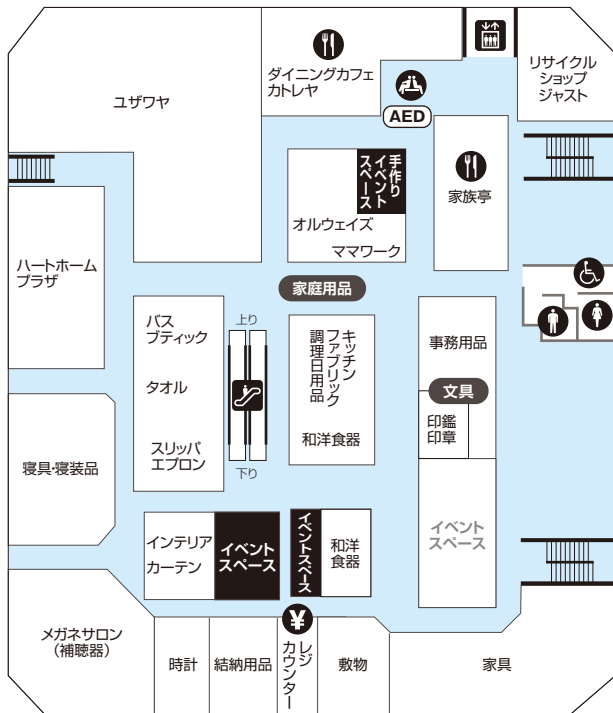 ダイニングカフェ
カトレヤ
リサイクル
ショップ
ジャスト
ユザワヤ
AED
手作り
イベント
スペース
家族亭
オルウェイズ
ママワーク
ハートホーム
プラザ
家庭用品
バス
ブティック
上り
キッチン
ファブリック
調理日用品
事務用品
タオル
文具
印鑑
印章
和洋食器
スリッパ
エプロン
寝具・寝装品
下り
イベント
スペース
インテリア
カーテン
イベント
スペース
イベントスペース
和洋
食器
¥
メガネサロン
(補聴器)
時計
結納用品
レジ
カウンター
敷物
家具